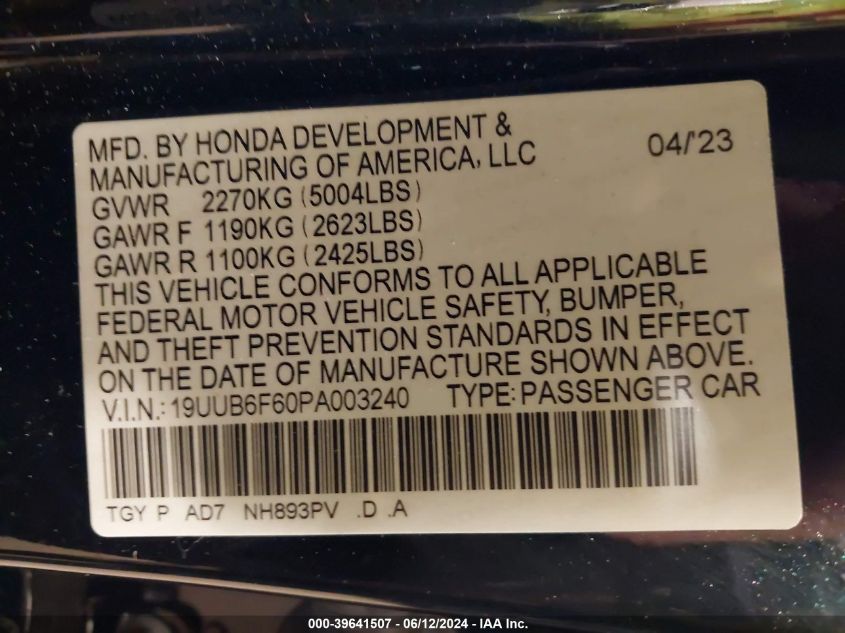 MFD. BY HONDA DEVELOPMENT & 04/'23
MANUFACTURING OF AMERICA, LLC
GVWR 2270KG (5004LBS)
GAWR F 1190KG (2623LBS)
GAWR R 1100KG (2425LBS)
THIS VEHICLE CONFORMS TO ALL APPLICABLE
FEDERAL MOTOR VEHICLE SAFETY, BUMPER,
AND THEFT PREVENTION STANDARDS IN EFFECT
ON THE DATE OF MANUFACTURE SHOWN ABOVE.
V.I.N.: 19UUB6F60PA003240 TYPE: PASSENGER CAR
TGY P AD7 NH893PV .D .A
000-39641507 - 06/12/2024 - IAA Inc.